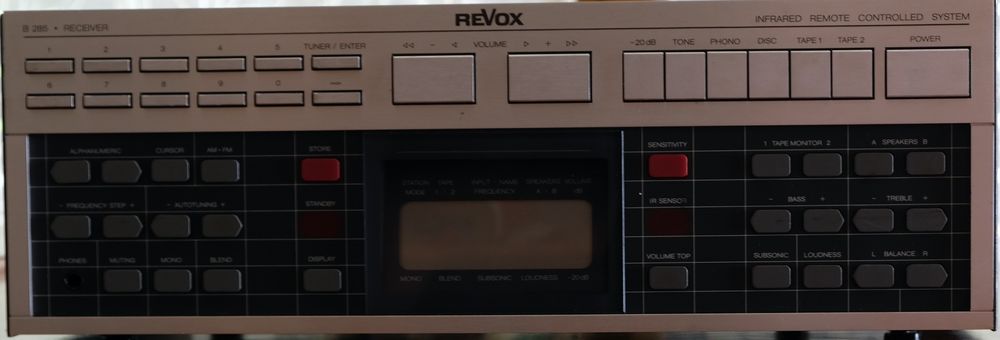 REVOX
B 285 • RECEIVER
INFRARED REMOTE CONTROLLED SYSTEM
1 2 3 4 5 TUNER / ENTER
<< − < VOLUME > + >>
-20 dB TONE PHONO DISC TAPE 1 TAPE 2 POWER
6 7 8 9 0
ALPHANUMERIC CURSOR AM - FM STORE
SENSITIVITY 1 TAPE MONITOR 2 A SPEAKERS B
STATION TAPE INPUT - NAME SPEAKERS VOLUME
MODE 1 - 2 FREQUENCY A - B dB
− FREQUENCY STEP + − AUTOTUNING + STANDBY
IR SENSOR − BASS + − TREBLE +
PHONES MUTING MONO BLEND DISPLAY
VOLUME TOP SUBSONIC LOUDNESS L BALANCE R
MONO BLEND SUBSONIC LOUDNESS -20 dB